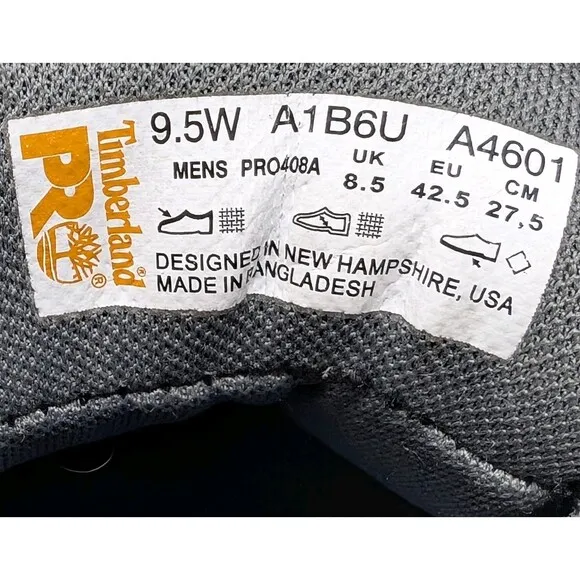 Timberland®
PRO®
9.5W A1B6U A4601
MENS PRO4408A UK EU CM
8.5 42.5 27,5
DESIGNED IN NEW HAMPSHIRE, USA
MADE IN BANGLADESH